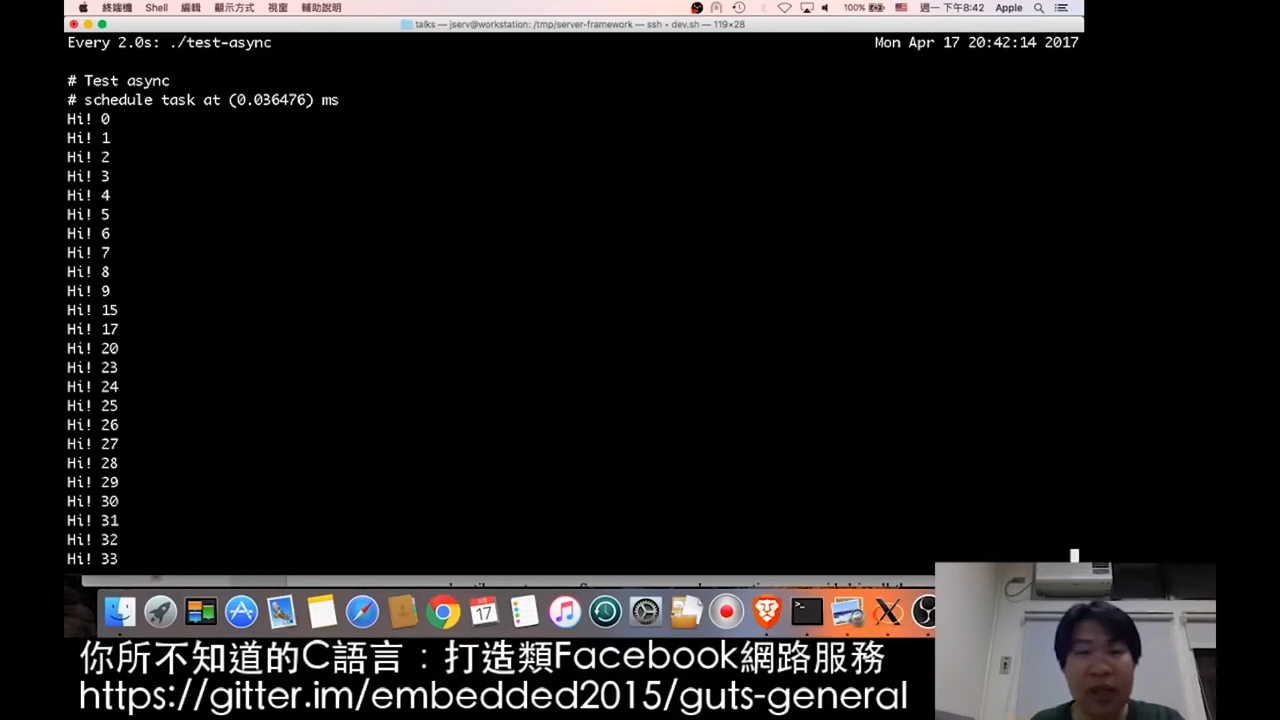 終端機 Shell 編輯 顯示方式 視窗 輔助說明 100% 週一 下午8:42 Apple
talks — jserv@workstation: /tmp/server-framework — ssh • dev.sh — 119×28
Every 2.0s: ./test-async Mon Apr 17 20:42:14 2017
# Test async
# schedule task at (0.036476) ms
Hi! 0
Hi! 1
Hi! 2
Hi! 3
Hi! 4
Hi! 5
Hi! 6
Hi! 7
Hi! 8
Hi! 9
Hi! 15
Hi! 17
Hi! 20
Hi! 23
Hi! 24
Hi! 25
Hi! 26
Hi! 27
Hi! 28
Hi! 29
Hi! 30
Hi! 31
Hi! 32
Hi! 33
17
你所不知道的C語言：打造類Facebook網路服務
https://gitter.im/embedded2015/guts-general